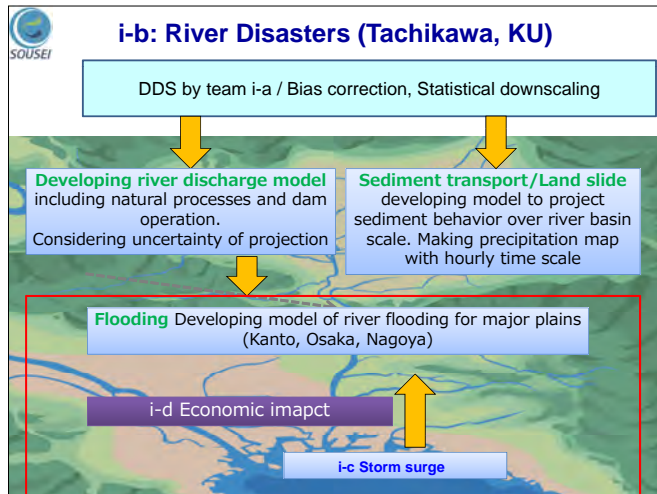 SOUSEI
i-b: River Disasters (Tachikawa, KU)
DDS by team i-a / Bias correction, Statistical downscaling
Developing river discharge model
including natural processes and dam
operation.
Considering uncertainty of projection
Sediment transport/Land slide
developing model to project
sediment behavior over river basin
scale. Making precipitation map
with hourly time scale
Flooding Developing model of river flooding for major plains
(Kanto, Osaka, Nagoya)
i-d Economic imapct
i-c Storm surge